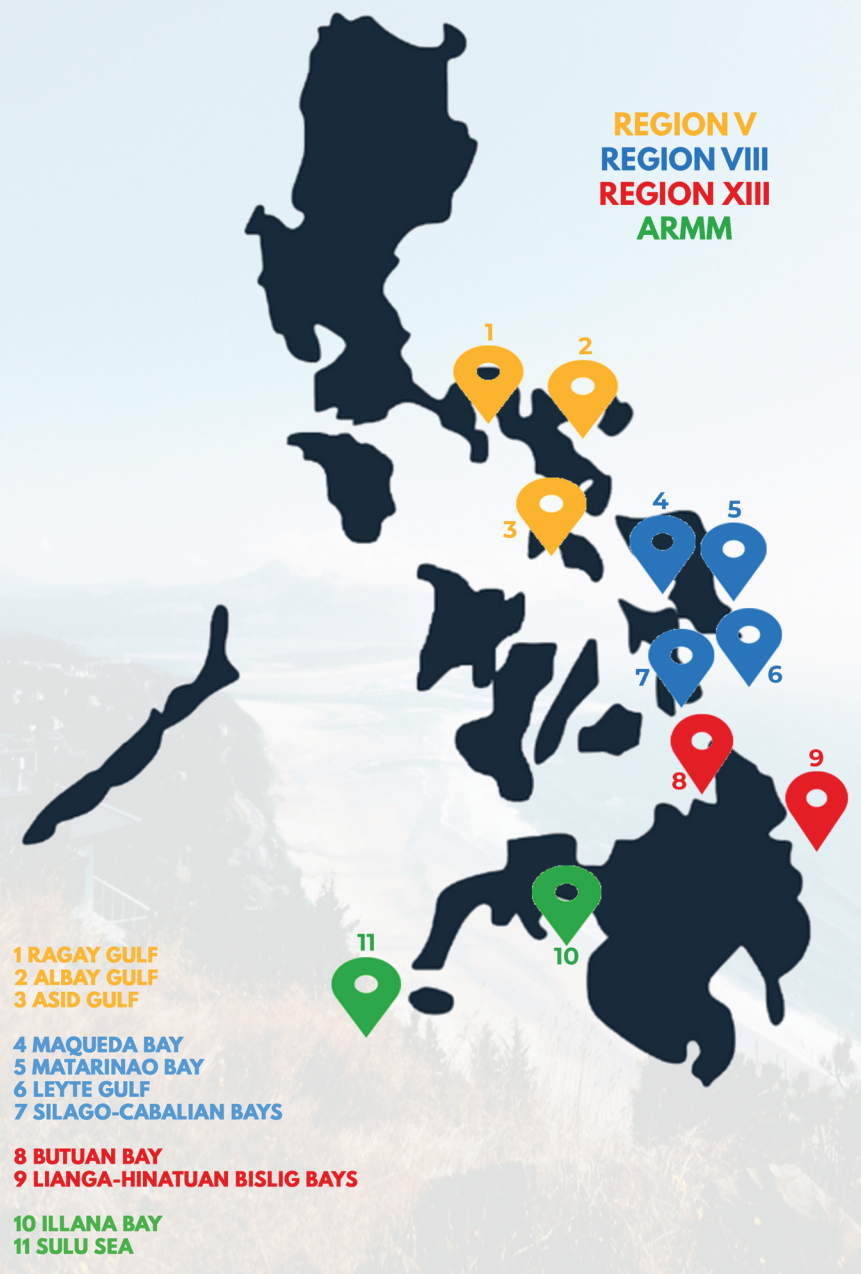 REGION V
REGION VIII
REGION XIII
ARMM
1
2
3
4
5
6
7
8
9
10
11
1 RAGAY GULF
2 ALBAY GULF
3 ASID GULF
4 MAQUEDA BAY
5 MATARINAO BAY
6 LEYTE GULF
7 SILAGO-CABALIAN BAYS
8 BUTUAN BAY
9 LIANGA-HINATUAN BISLIG BAYS
10 ILLANA BAY
11 SULU SEA